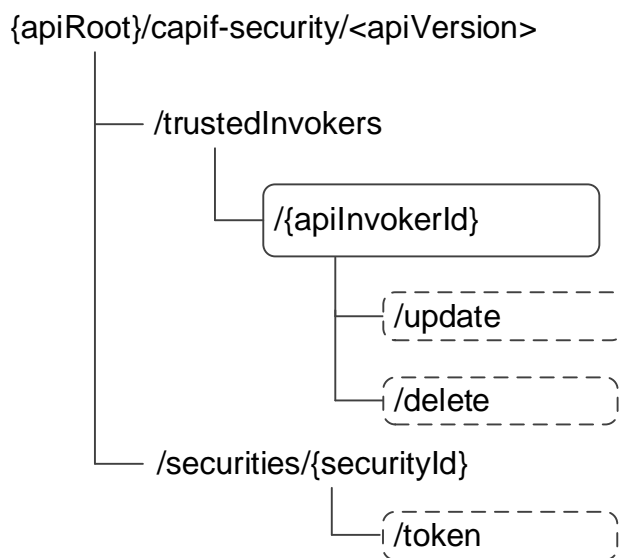 {apiRoot}/capif-security/<apiVersion>
/trustedInvokers
/{apiInvokerId}
/update
/delete
/securities/{securityId}
/token